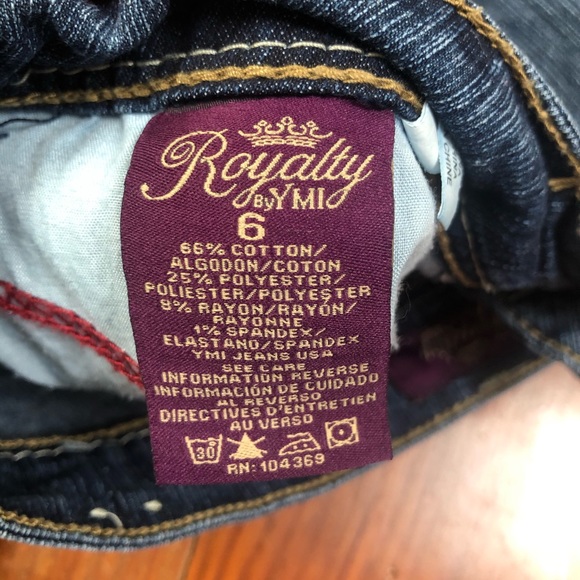 Royalty
By YMI
6
66% COTTON/
ALGODON/COTON
25% POLYESTER/
POLIESTER/POLYESTER
8% RAYON/RAYÓN/
RAYONNE
1% SPANDEX/
ELASTANO/SPANDEX
YMI JEANS USA
SEE CARE
INFORMATION REVERSE
INFORMACIÓN DE CUIDADO
AL REVERSO
DIRECTIVES D'ENTRETIEN
AU VERSO
30
RN: 104369
CHINE